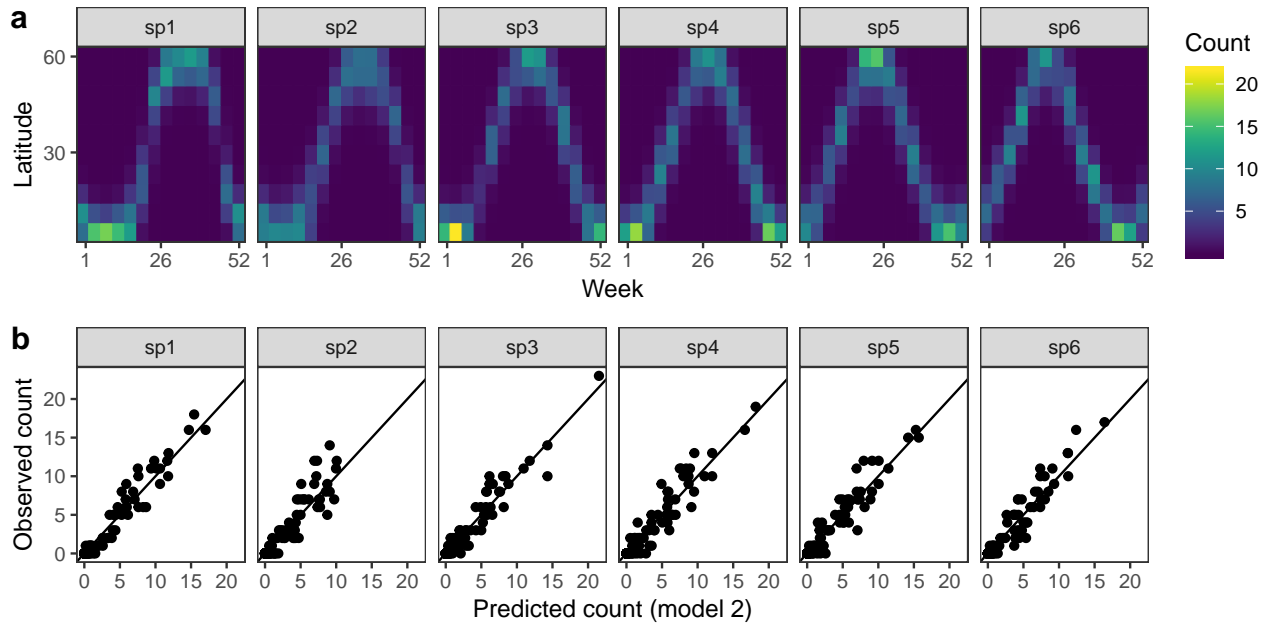 a
sp1 sp2 sp3 sp4 sp5 sp6
Count
20
15
10
5
Latitude
60
30
1 26 52 1 26 52 1 26 52 1 26 52 1 26 52 1 26 52
Week
b
sp1 sp2 sp3 sp4 sp5 sp6
Observed count
20
15
10
5
0
0 5 10 15 20 0 5 10 15 20 0 5 10 15 20 0 5 10 15 20 0 5 10 15 20 0 5 10 15 20
Predicted count (model 2)